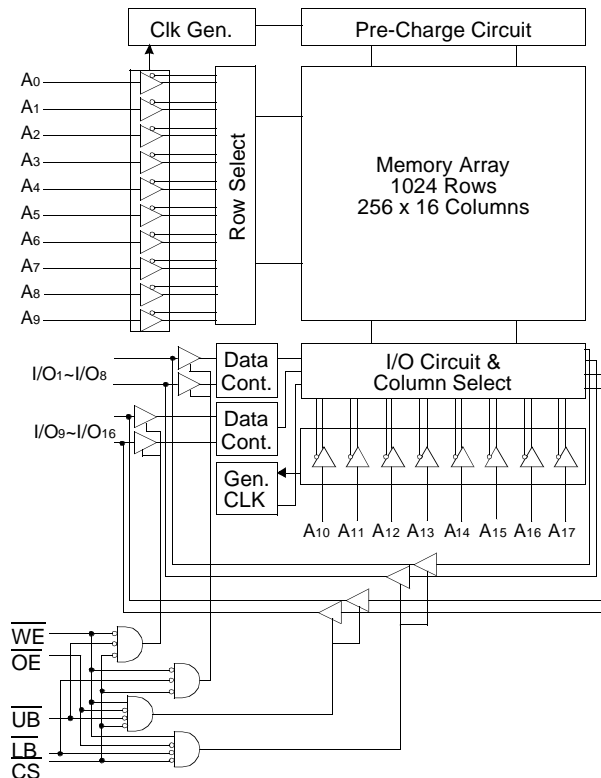 Clk Gen.
Pre-Charge Circuit
A0
A1
A2
A3
A4
A5
A6
A7
A8
A9
Row Select
Memory Array
1024 Rows
256 x 16 Columns
I/O1~I/O8
Data
Cont.
I/O Circuit &
Column Select
I/O9~I/O16
Data
Cont.
Gen.
CLK
A10 A11 A12 A13 A14 A15 A16 A17
WE
OE
UB
LB
CS